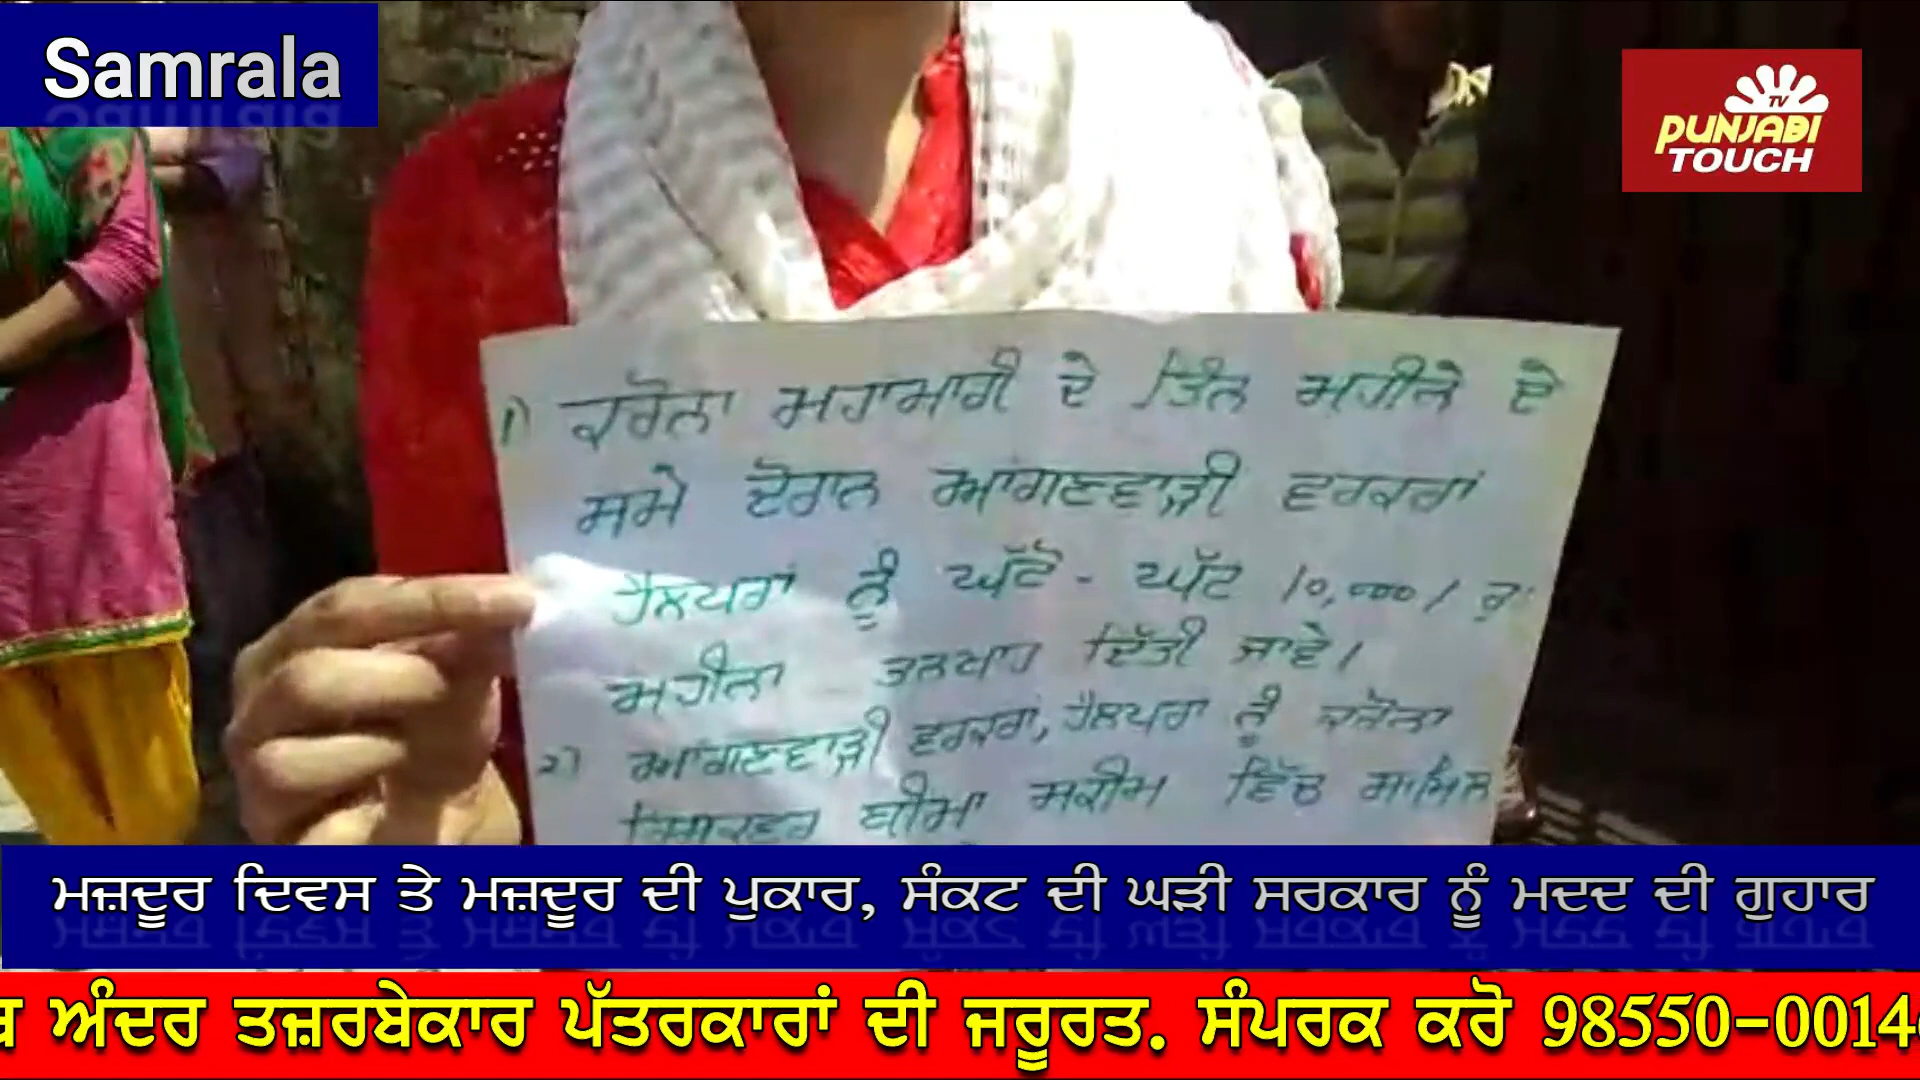 Samrala
TV
PUNJABI
TOUCH
1) ਕਰੋਨਾ ਮਹਾਮਾਰੀ ਦੇ ਤਿੰਨ ਮਹੀਨੇ ਦੇ
ਸਮੇ ਦੋਰਾਨ ਆਂਗਣਵਾੜੀ ਵਰਕਰਾਂ
ਹੈਲਪਰਾਂ ਨੂੰ ਘੱਟੋ - ਘੱਟ 10,000/ ਰੁ:
ਮਹੀਨਾ ਤਨਖਾਹ ਦਿੱਤੀ ਜਾਵੇ।
2) ਆਂਗਣਵਾੜੀ ਵਰਕਰਾਂ, ਹੈਲਪਰਾਂ ਨੂੰ ਕਰੋਨਾ
ਬੀਮਾ ਸਕੀਮ ਵਿੱਚ ਸਾਮਿਲ
ਮਜ਼ਦੂਰ ਦਿਵਸ ਤੇ ਮਜ਼ਦੂਰ ਦੀ ਪੁਕਾਰ, ਸੰਕਟ ਦੀ ਘੜੀ ਸਰਕਾਰ ਨੂੰ ਮਦਦ ਦੀ ਗੁਹਾਰ
ਅੰਦਰ ਤਜ਼ਰਬੇਕਾਰ ਪੱਤਰਕਾਰਾਂ ਦੀ ਜਰੂਰਤ. ਸੰਪਰਕ ਕਰੋ 98550-0014